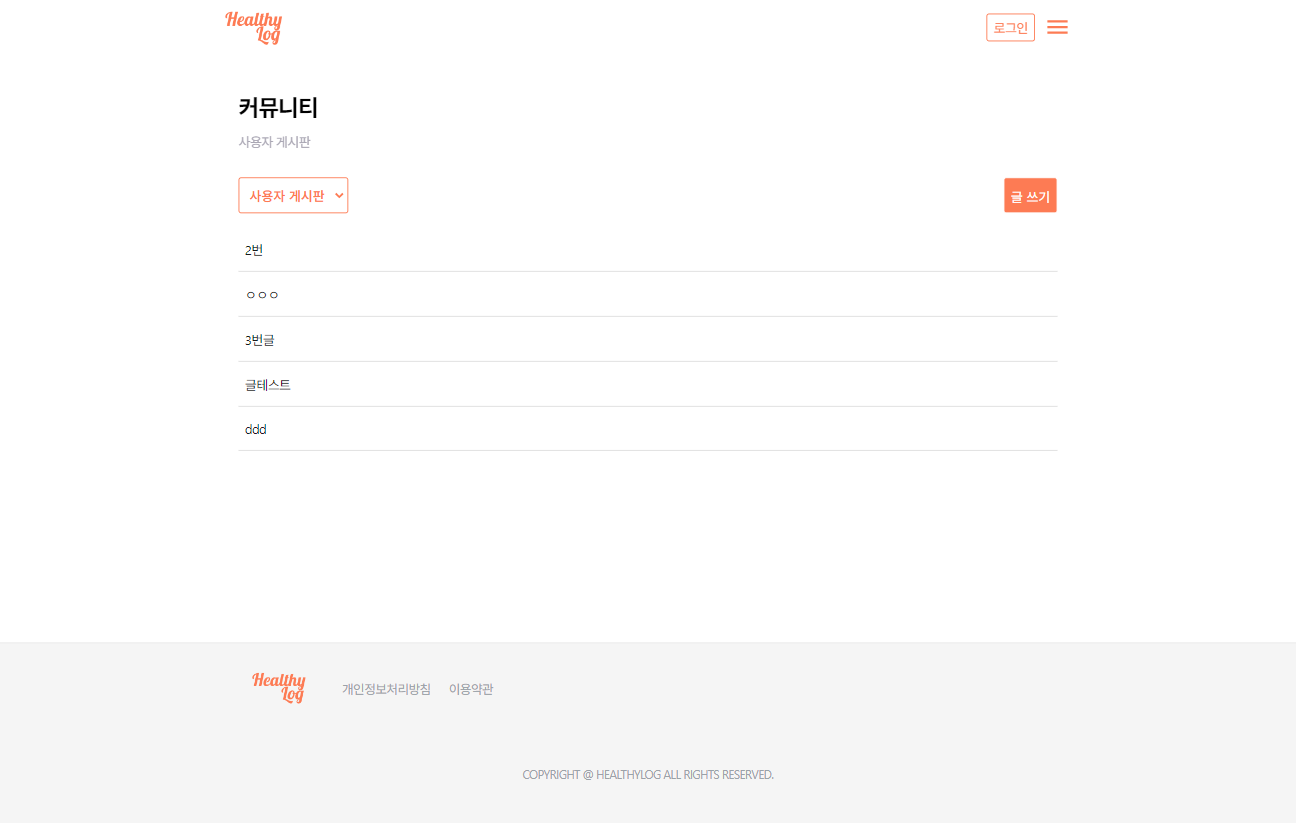 Healthy
Log
로그인
커뮤니티
사용자 게시판
사용자 게시판
글 쓰기
2번
ㅇㅇㅇ
3번글
글테스트
ddd
Healthy
Log
개인정보처리방침 이용약관
COPYRIGHT @ HEALTHYLOG ALL RIGHTS RESERVED.